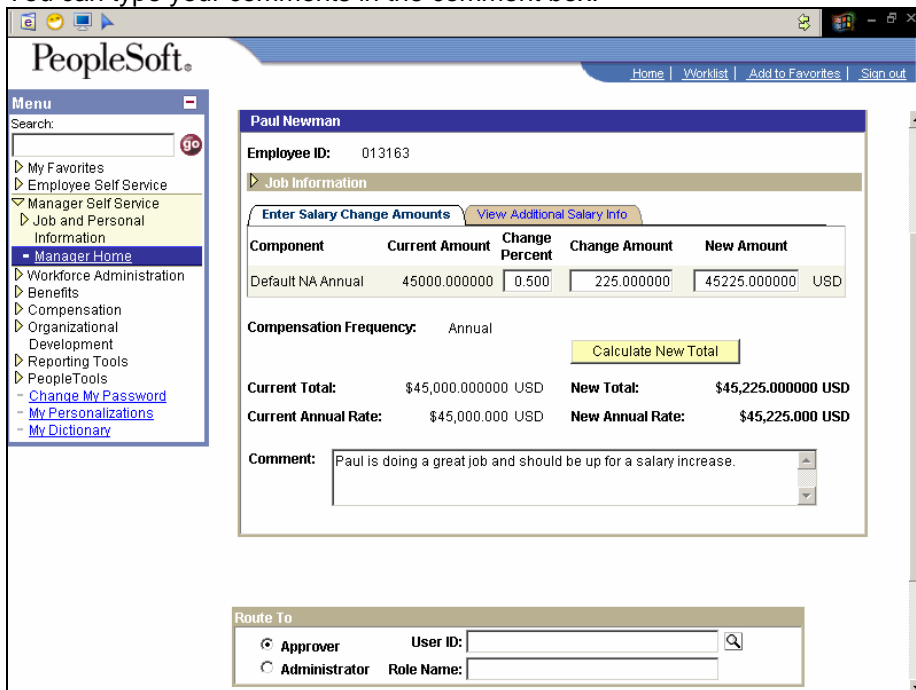 You can type your comments in the comment box.
PeopleSoft®
Home | Worklist | Add to Favorites | Sign out
Menu
Search:
go
My Favorites
Employee Self Service
Manager Self Service
Job and Personal
Information
- Manager Home
Workforce Administration
Benefits
Compensation
Organizational
Development
Reporting Tools
PeopleTools
- Change My Password
- My Personalizations
- My Dictionary
Paul Newman
Employee ID: 013163
Job Information
Enter Salary Change Amounts View Additional Salary Info
Component Current Amount Change Percent Change Amount New Amount
Default NA Annual 45000.000000 0.500 225.000000 45225.000000 USD
Compensation Frequency: Annual
Calculate New Total
Current Total: $45,000.000000 USD New Total: $45,225.000000 USD
Current Annual Rate: $45,000.000 USD New Annual Rate: $45,225.000 USD
Comment: Paul is doing a great job and should be up for a salary increase.
Route To
Approver User ID:
Administrator Role Name: